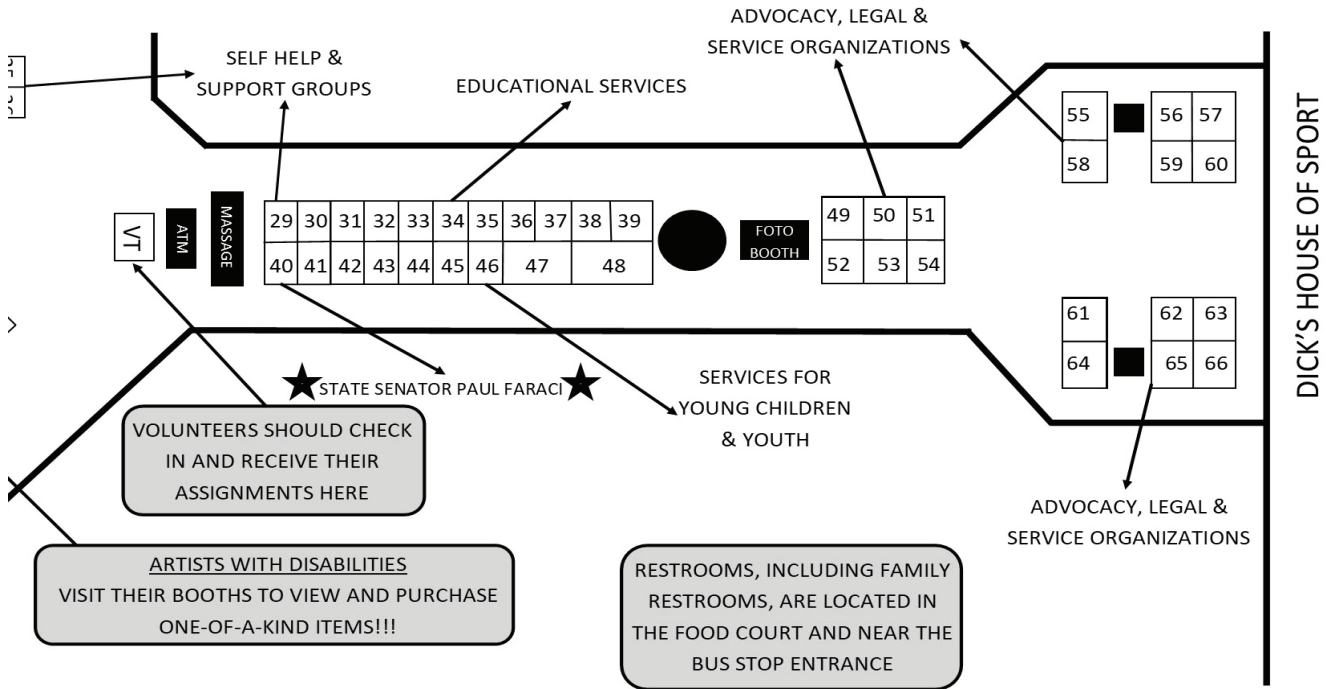 ADVOCACY, LEGAL &
SERVICE ORGANIZATIONS
SELF HELP &
SUPPORT GROUPS
EDUCATIONAL SERVICES
55
56 57
58
59 60
DICK'S HOUSE OF SPORT
VT
ATM
MASSAGE
29 30 31 32 33 34 35 36 37 38 39
40 41 42 43 44 45 46 47 48
FOTO
BOOTH
49 50 51
52 53 54
61
62 63
64
65 66
STATE SENATOR PAUL FARACI
SERVICES FOR
YOUNG CHILDREN
& YOUTH
VOLUNTEERS SHOULD CHECK
IN AND RECEIVE THEIR
ASSIGNMENTS HERE
ADVOCACY, LEGAL &
SERVICE ORGANIZATIONS
ARTISTS WITH DISABILITIES
VISIT THEIR BOOTHS TO VIEW AND PURCHASE
ONE-OF-A-KIND ITEMS!!!
RESTROOMS, INCLUDING FAMILY
RESTROOMS, ARE LOCATED IN
THE FOOD COURT AND NEAR THE
BUS STOP ENTRANCE